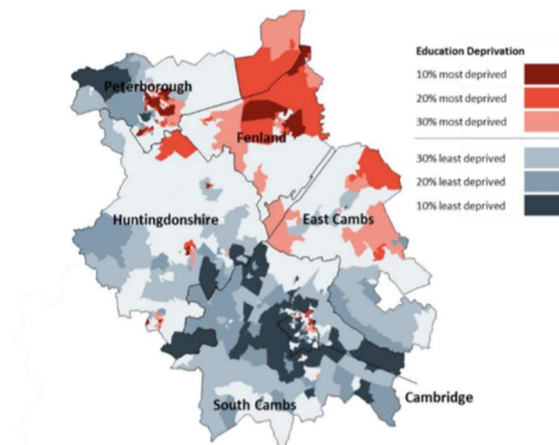 Education Deprivation
10% most deprived
20% most deprived
30% most deprived
30% least deprived
20% least deprived
10% least deprived
Peterborough
Fenland
Huntingdonshire
East Cambs
Cambridge
South Cambs